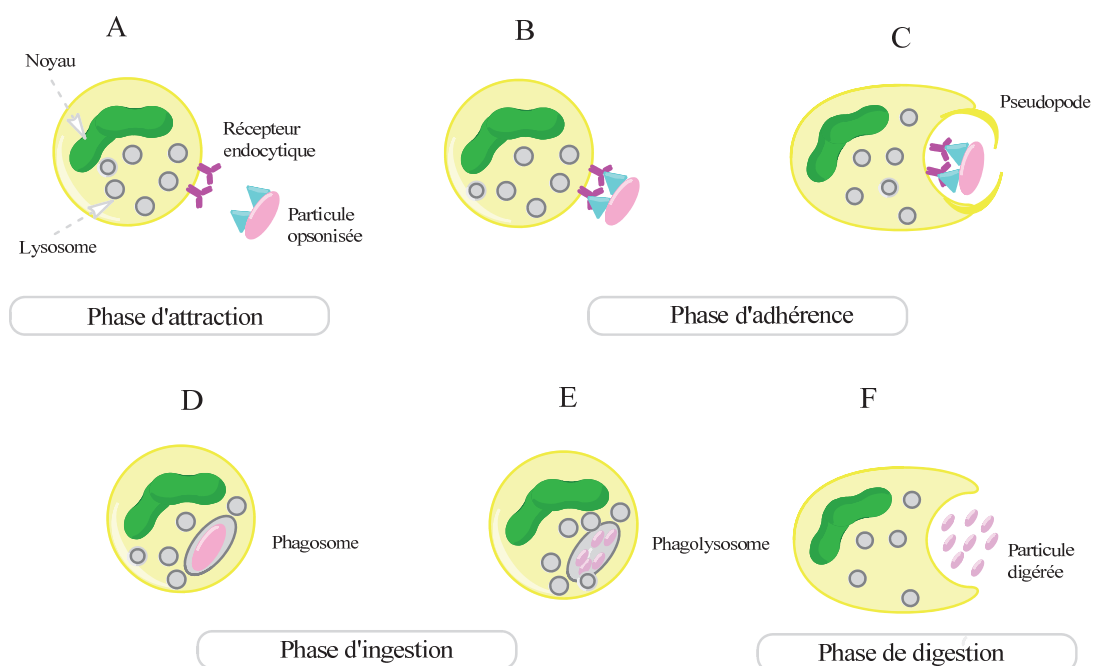 A
B
C
Noyau
Pseudopode
Récepteur
endocytique
Particule
opsonisée
Lysosome
Phase d'attraction
Phase d'adhérence
D
E
F
Phagosome
Phagolysosome
Particule
digérée
Phase d'ingestion
Phase de digestion